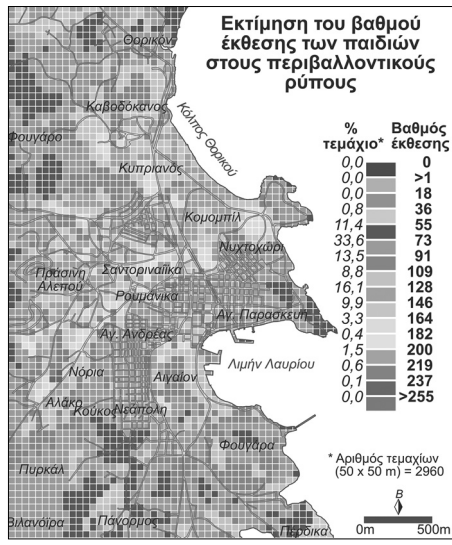 Εκτίμηση του βαθμού
έκθεσης των παιδιών
στους περιβαλλοντικούς
ρύπους
% τεμάχιο*
Βαθμός έκθεσης
0,0 0
0,0 >1
0,0 18
0,8 36
11,4 55
33,6 73
13,5 91
8,8 109
16,1 128
9,9 146
3,3 164
0,4 182
1,5 200
0,6 219
0,1 237
0,0 >255
* Αριθμός τεμαχίων
(50 x 50 m) = 2960
Β
0m 500m
Θορικόν
Καβοδόκανος
Κόλπος Θορικού
Φουγάρο
Κυπριανός
Κομομπίλ
Νυχτοχώρι
Σαντοριναίϊκα
Πράσινη
Αλεπού
Ρουμάνικα
Αγ. Παρασκευή
Αγ. Ανδρέας
Λιμήν Λαυρίου
Νόρια
Αιγαίον
Αλάκο
Κούκος
Νεάπολη
Φουγάρα
Πυρκάλ
Βιλανόϊρα
Πάνορμος
Πέρδικα